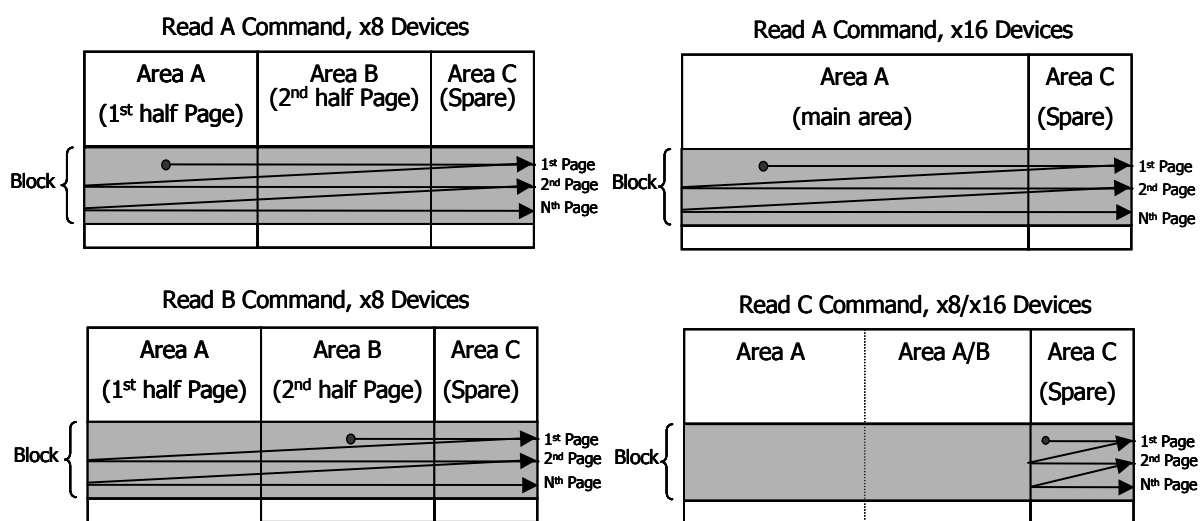 Read A Command, x8 Devices
Area A
(1st half Page)
Area B
(2nd half Page)
Area C
(Spare)
Block
1st Page
2nd Page
Nth Page
Read A Command, x16 Devices
Area A
(main area)
Area C
(Spare)
Block
1st Page
2nd Page
Nth Page
Read B Command, x8 Devices
Area A
(1st half Page)
Area B
(2nd half Page)
Area C
(Spare)
Block
1st Page
2nd Page
Nth Page
Read C Command, x8/x16 Devices
Area A
Area A/B
Area C
(Spare)
Block
1st Page
2nd Page
Nth Page